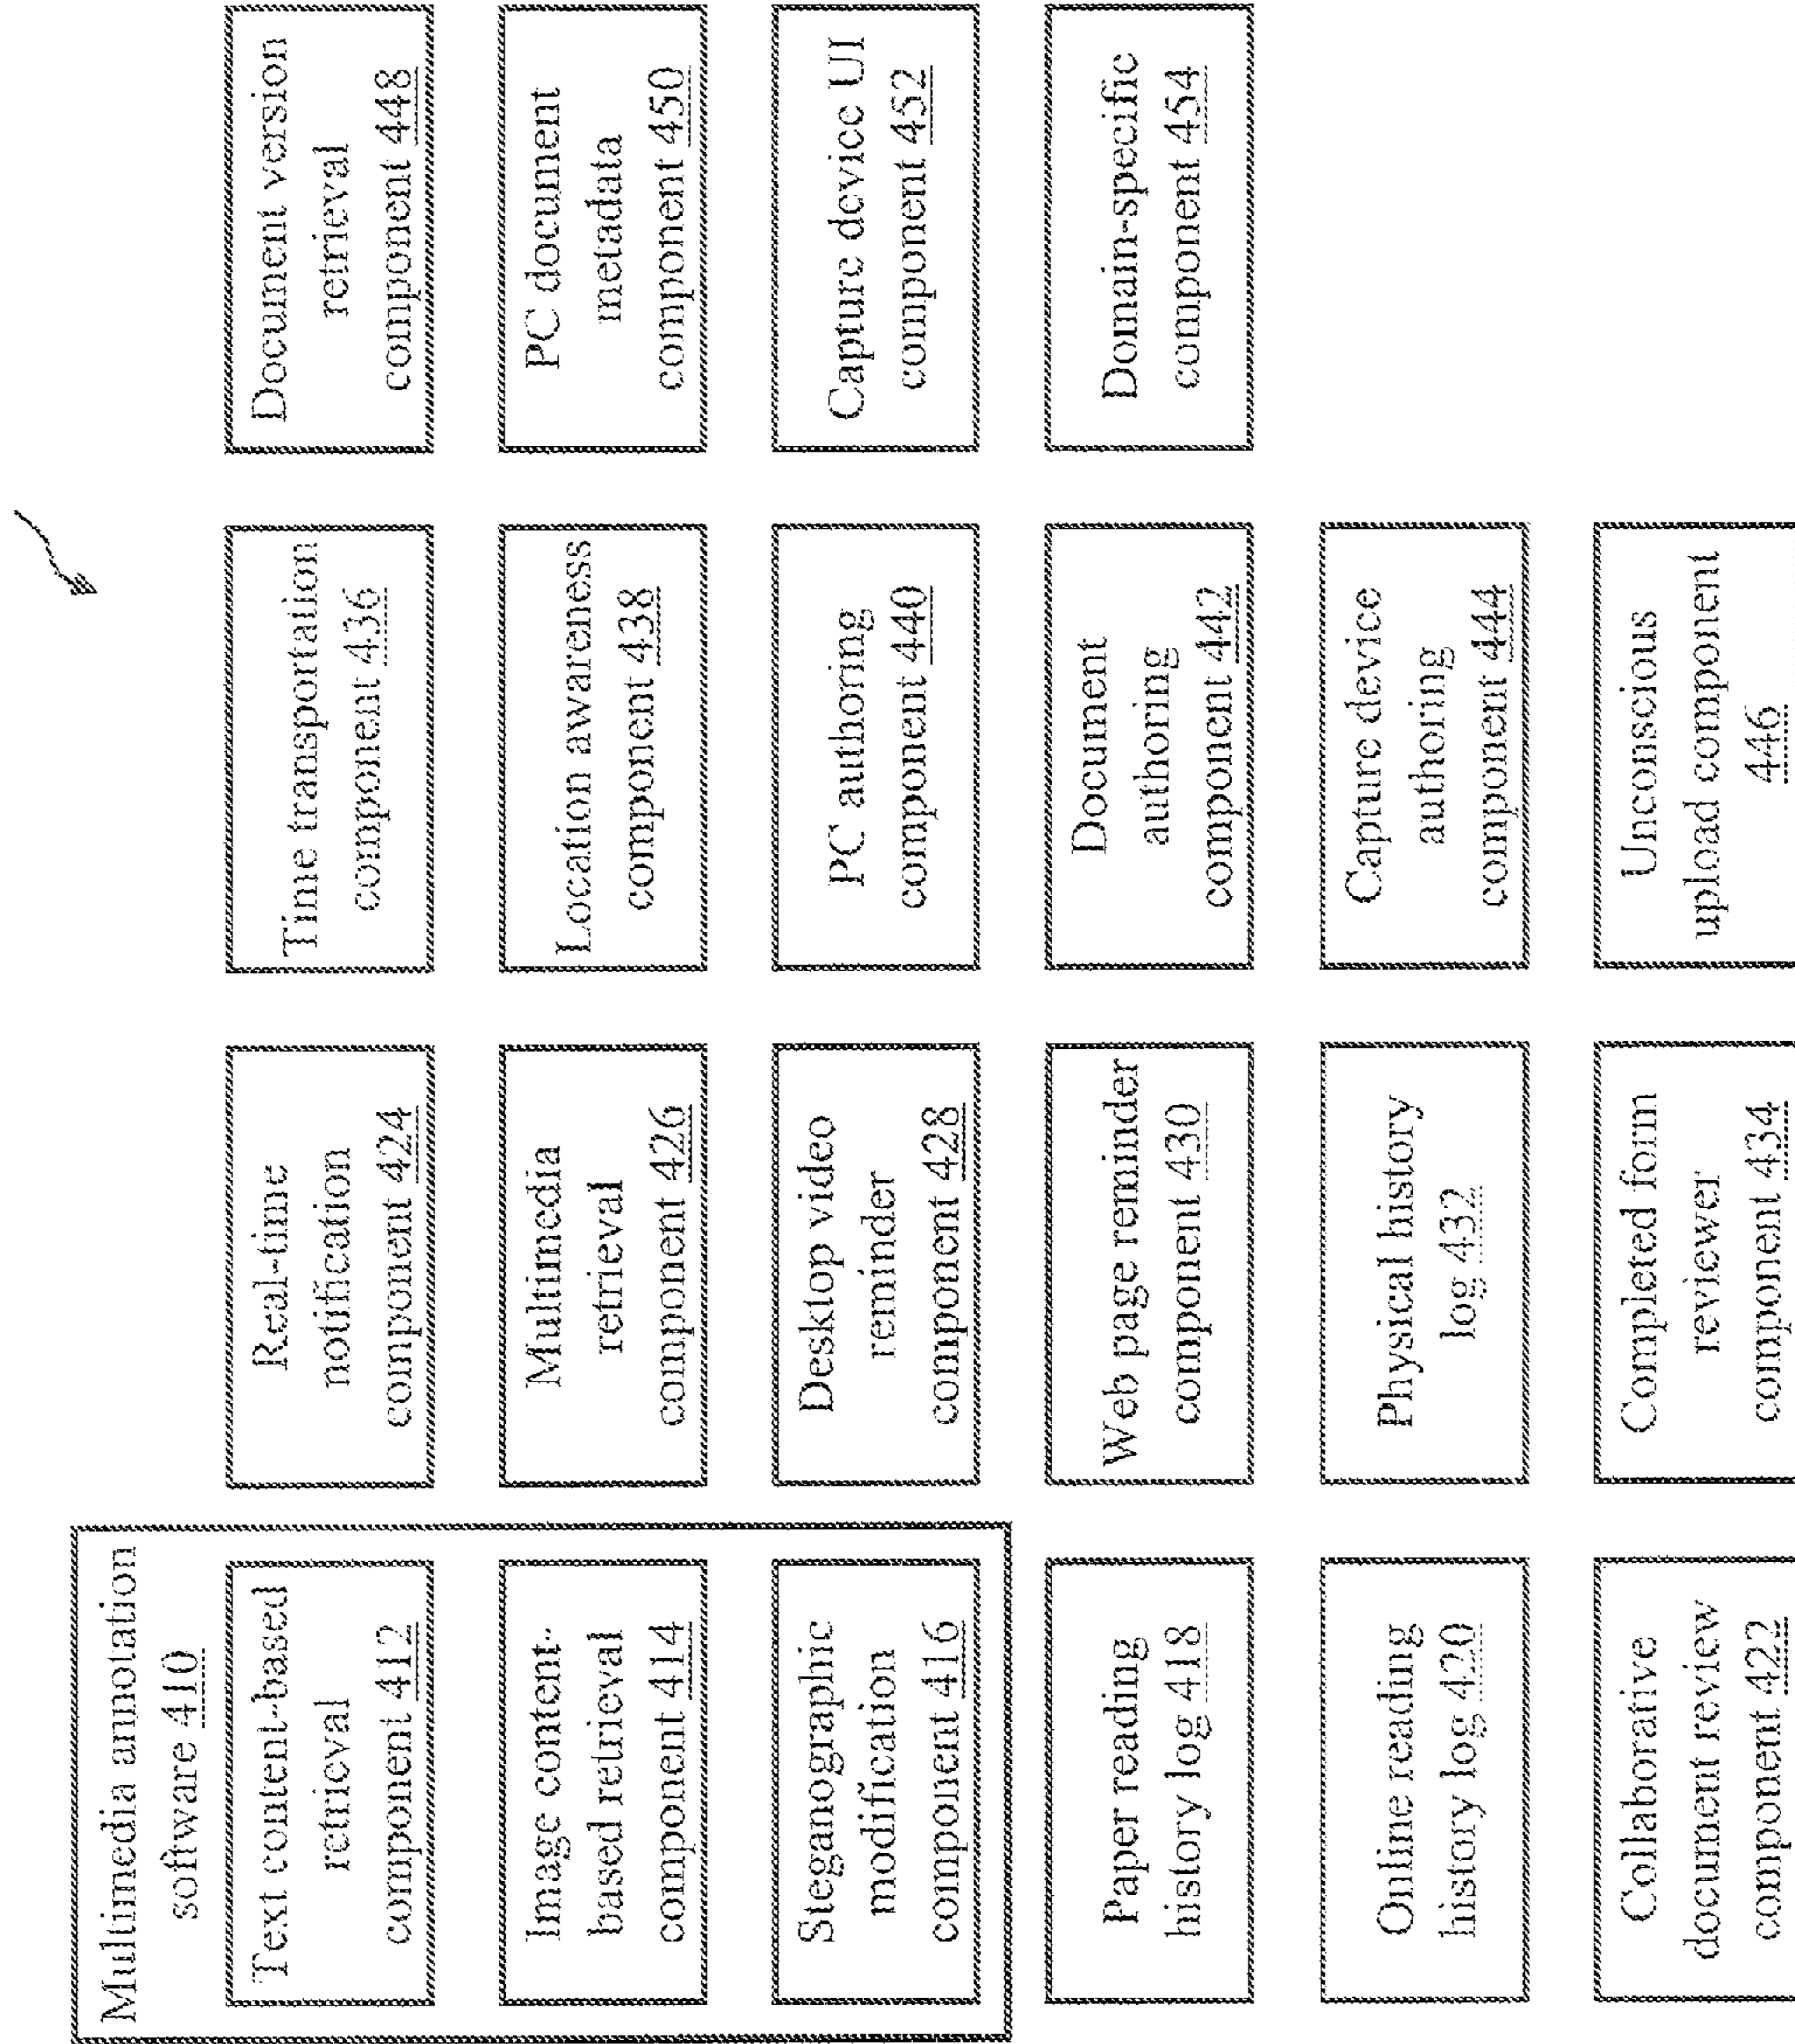 Multimedia annotation
software 410
Text content-based
retrieval
component 412
Image content-
based retrieval
component 414
Steganographic
modification
component 416
Paper reading
history log 418
Online reading
history log 420
Collaborative
document review
component 422
Real-time
notification
component 424
Multimedia
retrieval
component 426
Desktop video
reminder
component 428
Web page reminder
component 430
Physical history
log 432
Completed form
reviewer
component 434
Time transportation
component 436
Location awareness
component 438
PC authoring
component 440
Document
authoring
component 442
Capture device
authoring
component 444
Unconscious
upload component
446
Document version
retrieval
component 448
PC document
metadata
component 450
Capture device UI
component 452
Domain-specific
component 454